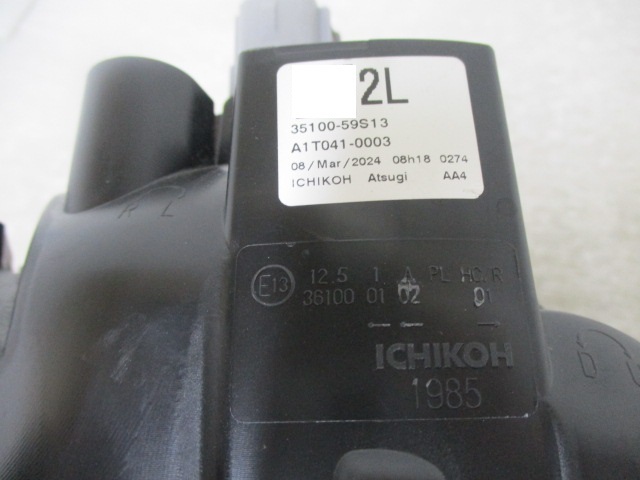 2L
35100-59S13
A1T041-0003
08/Mar/2024 08h18 0274
ICHIKOH Atsugi AA4
R L
E13 12.5 1 A PL HC/R
36100 01 02 01
ICHIKOH
1985